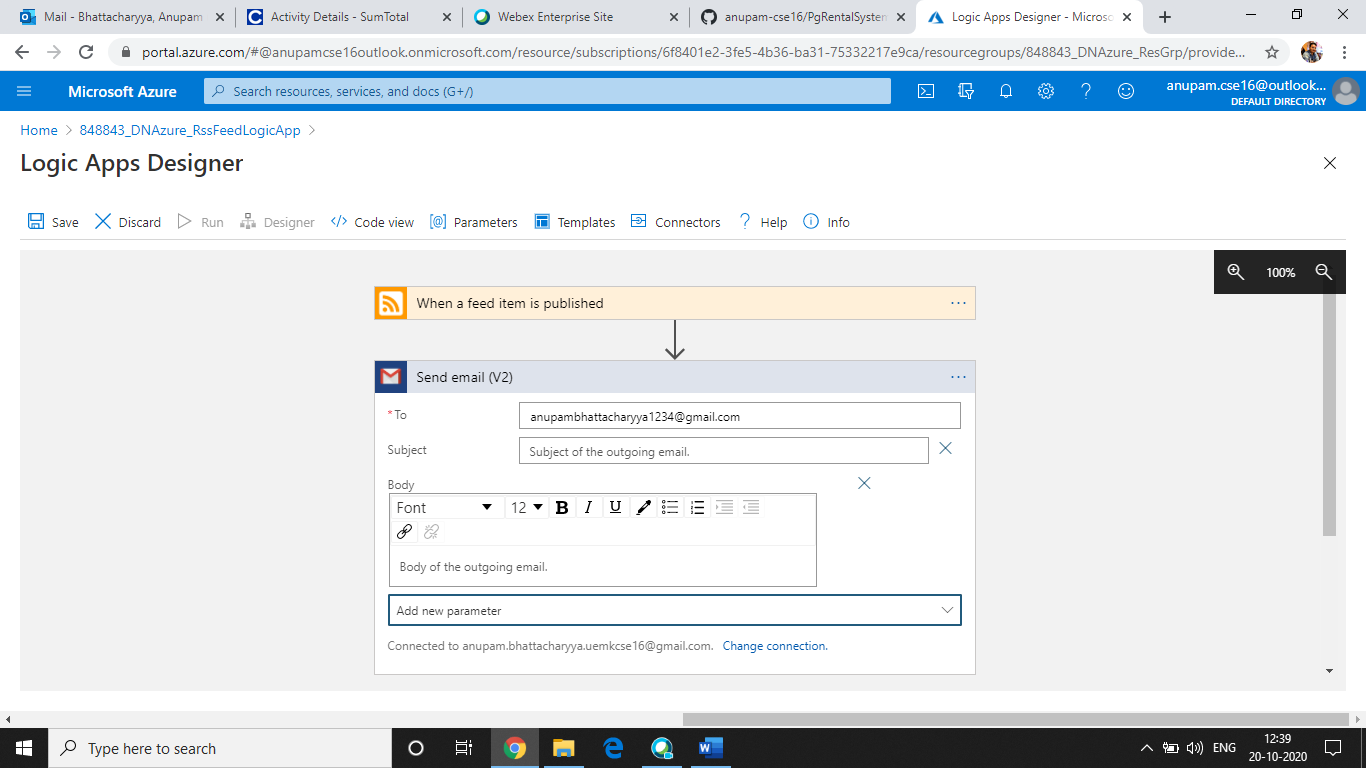 Mail - Bhattacharyya, Anupam
Activity Details - SumTotal
Webex Enterprise Site
anupam-cse16/PgRentalSystem
Logic Apps Designer - Microso
portal.azure.com/#@anupamcse16outlook.onmicrosoft.com/resource/subscriptions/6f8401e2-3fe5-4b36-ba31-75332217e9ca/resourcegroups/848843_DNAzure_ResGrp/provide...
Microsoft Azure
Search resources, services, and docs (G+/)
anupam.cse16@outlook...
DEFAULT DIRECTORY
Home > 848843_DNAzure_RssFeedLogicApp >
Logic Apps Designer
Save Discard Run Designer Code view Parameters Templates Connectors Help Info
100%
When a feed item is published
Send email (V2)
* To
anupambhattacharyya1234@gmail.com
Subject
Subject of the outgoing email.
Body
Font 12 B I U
Body of the outgoing email.
Add new parameter
Connected to anupam.bhattacharyya.uemkcse16@gmail.com. Change connection.
Type here to search
ENG
12:39
20-10-2020